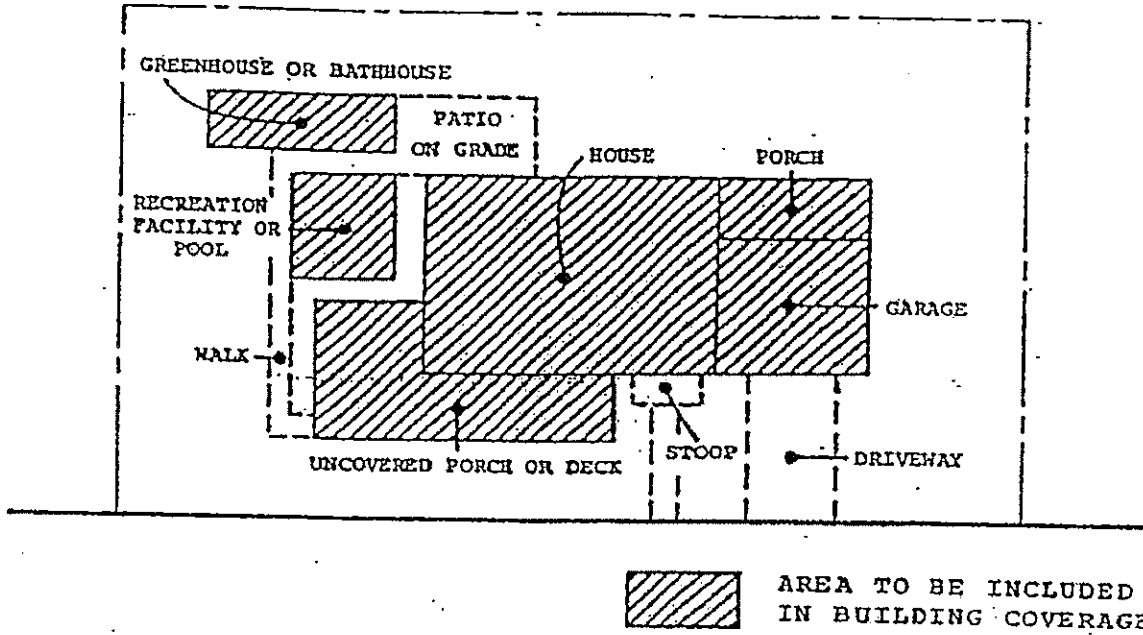 GREENHOUSE OR BATHHOUSE
PATIO
ON GRADE
HOUSE
PORCH
RECREATION
FACILITY OR
POOL
GARAGE
WALK
STOOP
UNCOVERED PORCH OR DECK
DRIVEWAY
AREA TO BE INCLUDED
IN BUILDING COVERAGE